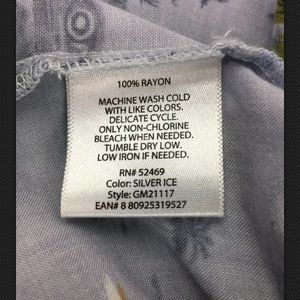 100% RAYON
MACHINE WASH COLD
WITH LIKE COLORS.
DELICATE CYCLE.
ONLY NON-CHLORINE
BLEACH WHEN NEEDED.
TUMBLE DRY LOW.
LOW IRON IF NEEDED.
RN# 52469
Color: SILVER ICE
Style: GM21117
EAN# 8 80925319527